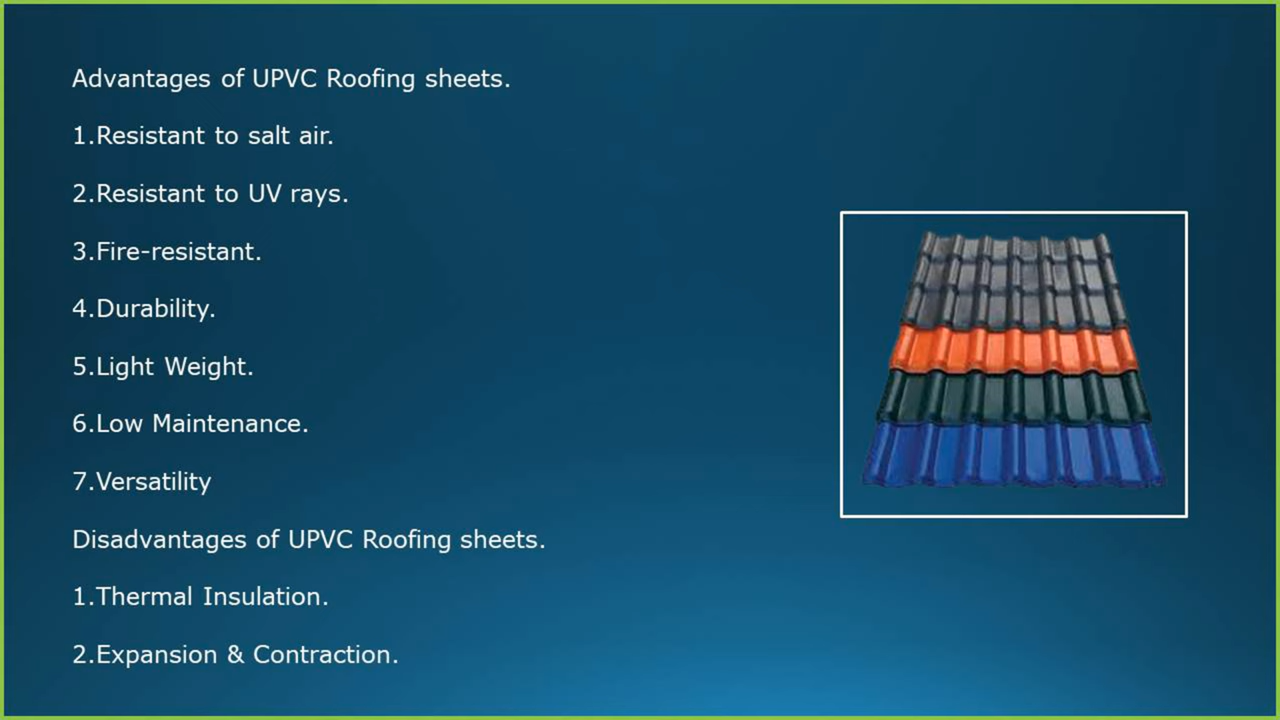 Advantages of UPVC Roofing sheets.
1.Resistant to salt air.
2.Resistant to UV rays.
3.Fire-resistant.
4.Durability.
5.Light Weight.
6.Low Maintenance.
7.Versatility
Disadvantages of UPVC Roofing sheets.
1.Thermal Insulation.
2.Expansion & Contraction.